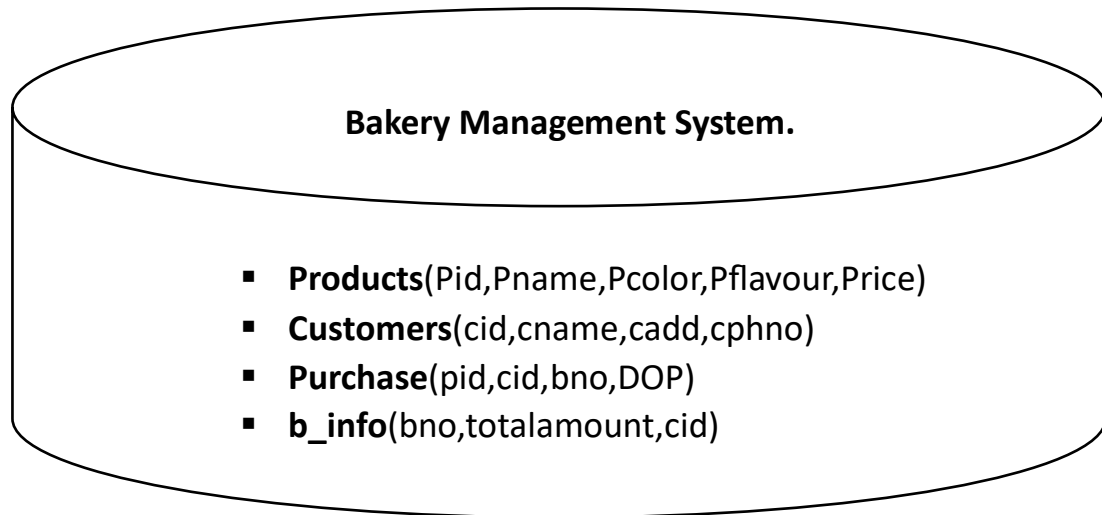 Bakery Management System.
▪ Products(Pid,Pname,Pcolor,Pflavour,Price)
▪ Customers(cid,cname,cadd,cphno)
▪ Purchase(pid,cid,bno,DOP)
▪ b_info(bno,totalamount,cid)